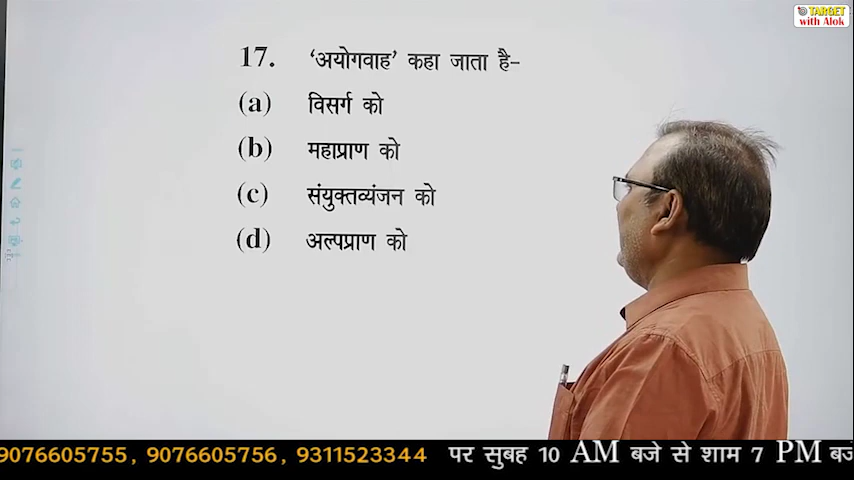 TARGET
with Alok
17. ‘अयोगवाह’ कहा जाता है-
(a) विसर्ग को
(b) महाप्राण को
(c) संयुक्तव्यंजन को
(d) अल्पप्राण को
9076605755, 9076605756, 9311523344 पर सुबह 10 AM बजे से शाम 7 PM